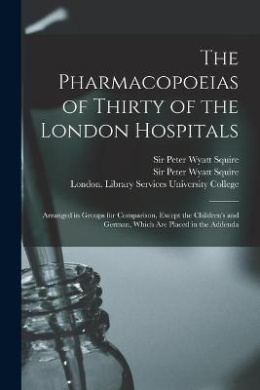 The
Pharmacopoeias
of Thirty of the
London Hospitals
Sir Peter Wyatt Squire
Sir Peter Wyatt Squire
London. Library Services University College
Arranged in Groups for Comparison, Except the Children's and
German, Which Are Placed in the Addenda